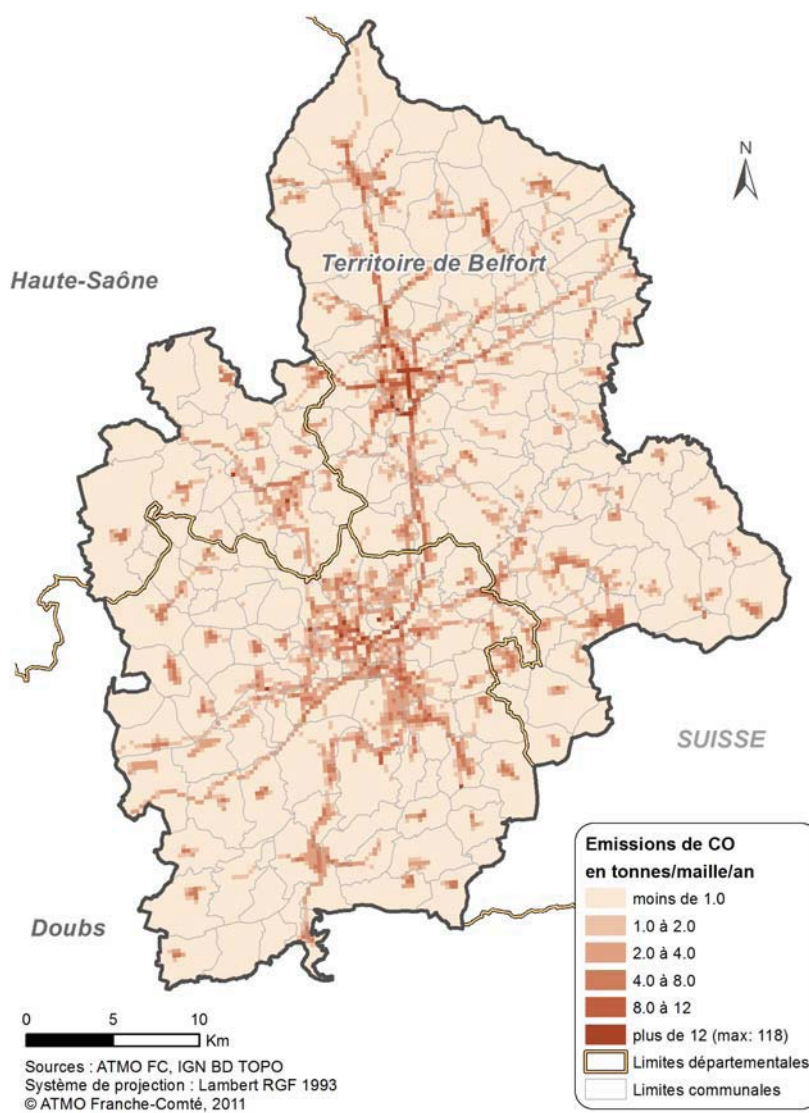 N
Territoire de Belfort
Haute-Saône
SUISSE
Doubs
Emissions de CO
en tonnes/maille/an
moins de 1.0
1.0 à 2.0
2.0 à 4.0
4.0 à 8.0
8.0 à 12
plus de 12 (max: 118)
Limites départementales
Limites communales
0 5 10
Km
Sources : ATMO FC, IGN BD TOPO
Système de projection : Lambert RGF 1993
© ATMO Franche-Comté, 2011